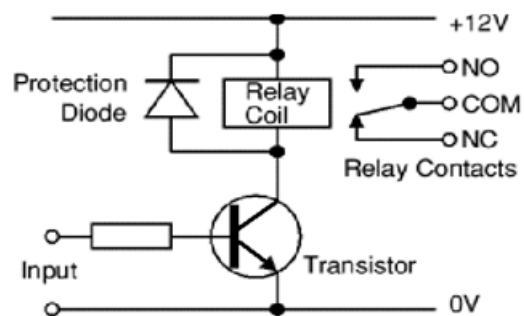 +12V
Protection
Diode
Relay
Coil
NO
COM
NC
Relay Contacts
Input
Transistor
0V